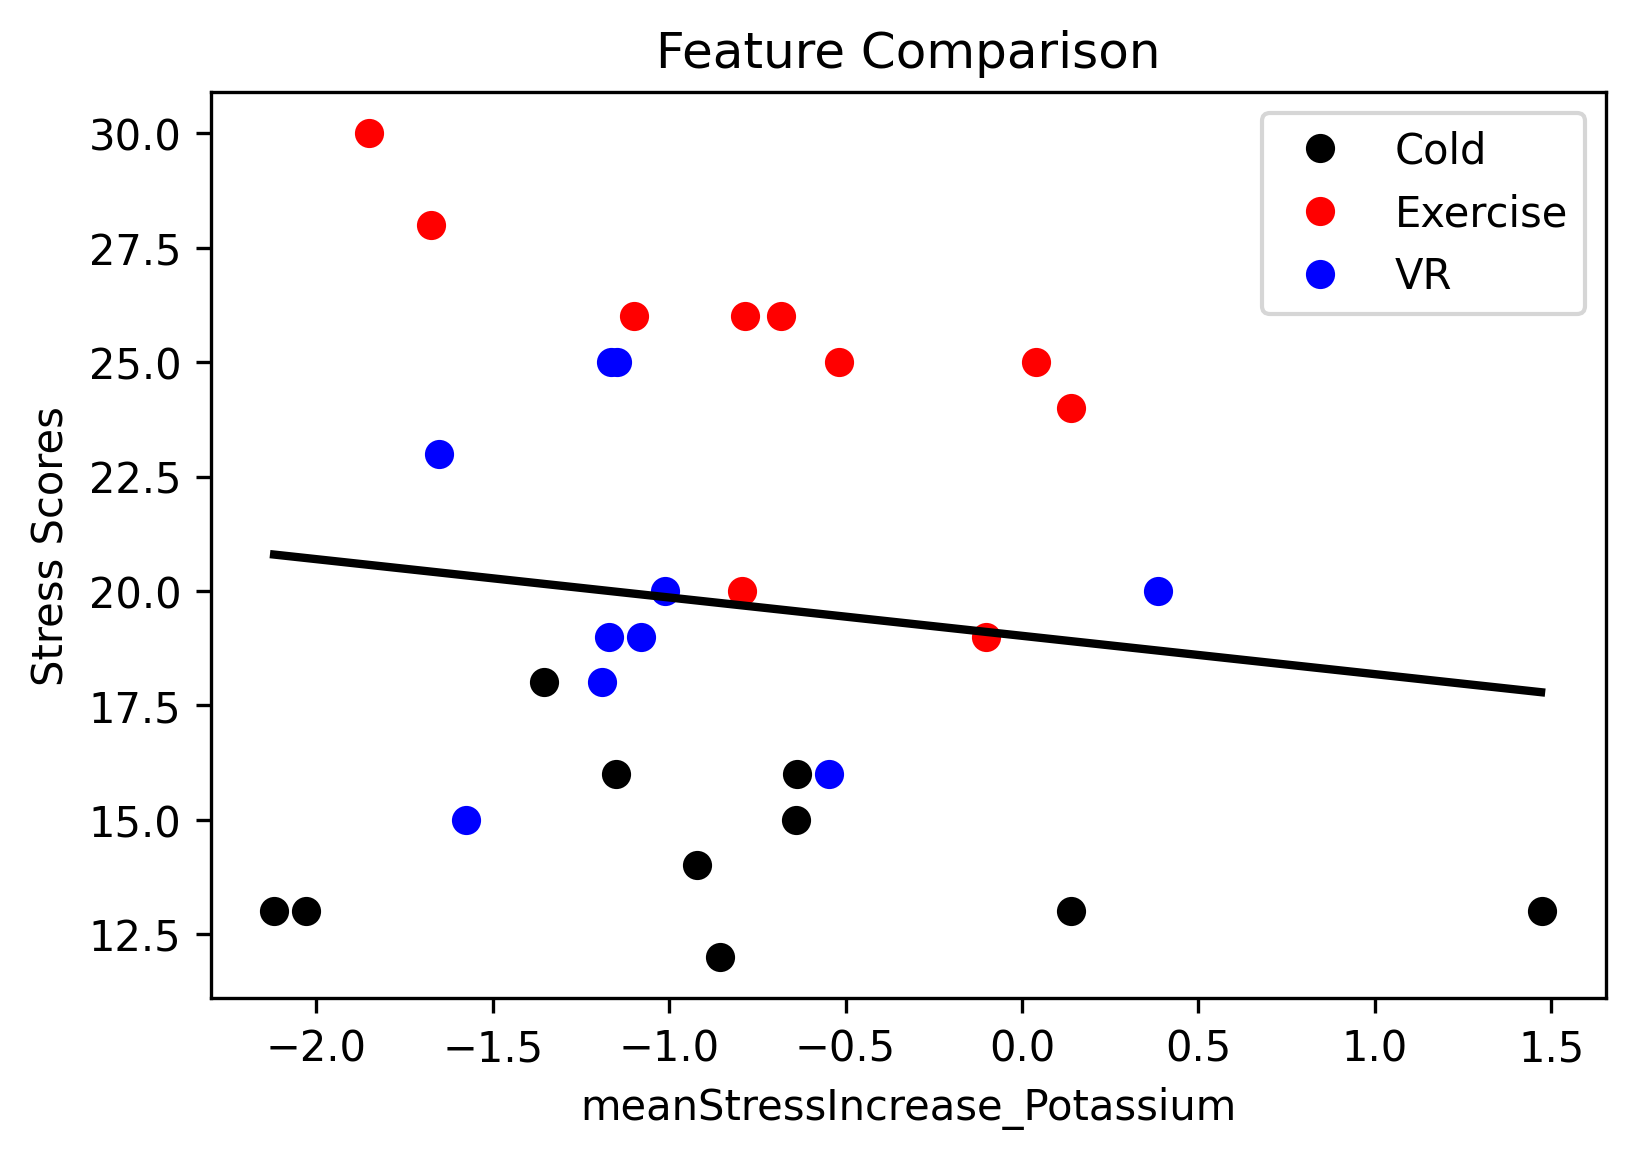 Feature Comparison
Cold
Exercise
VR
30.0
27.5
25.0
22.5
20.0
17.5
15.0
12.5
Stress Scores
−2.0 −1.5 −1.0 −0.5 0.0 0.5 1.0 1.5
meanStressIncrease_Potassium